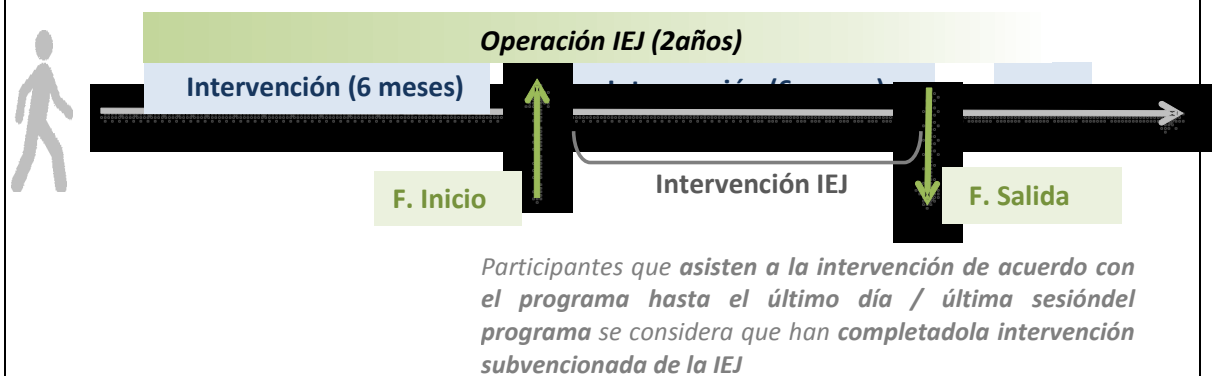 Operación IEJ (2años)
Intervención (6 meses)
F. Inicio
Intervención IEJ
F. Salida
Participantes que asisten a la intervención de acuerdo con
el programa hasta el último día / última sesióndel
programa se considera que han completadola intervención
subvencionada de la IEJ